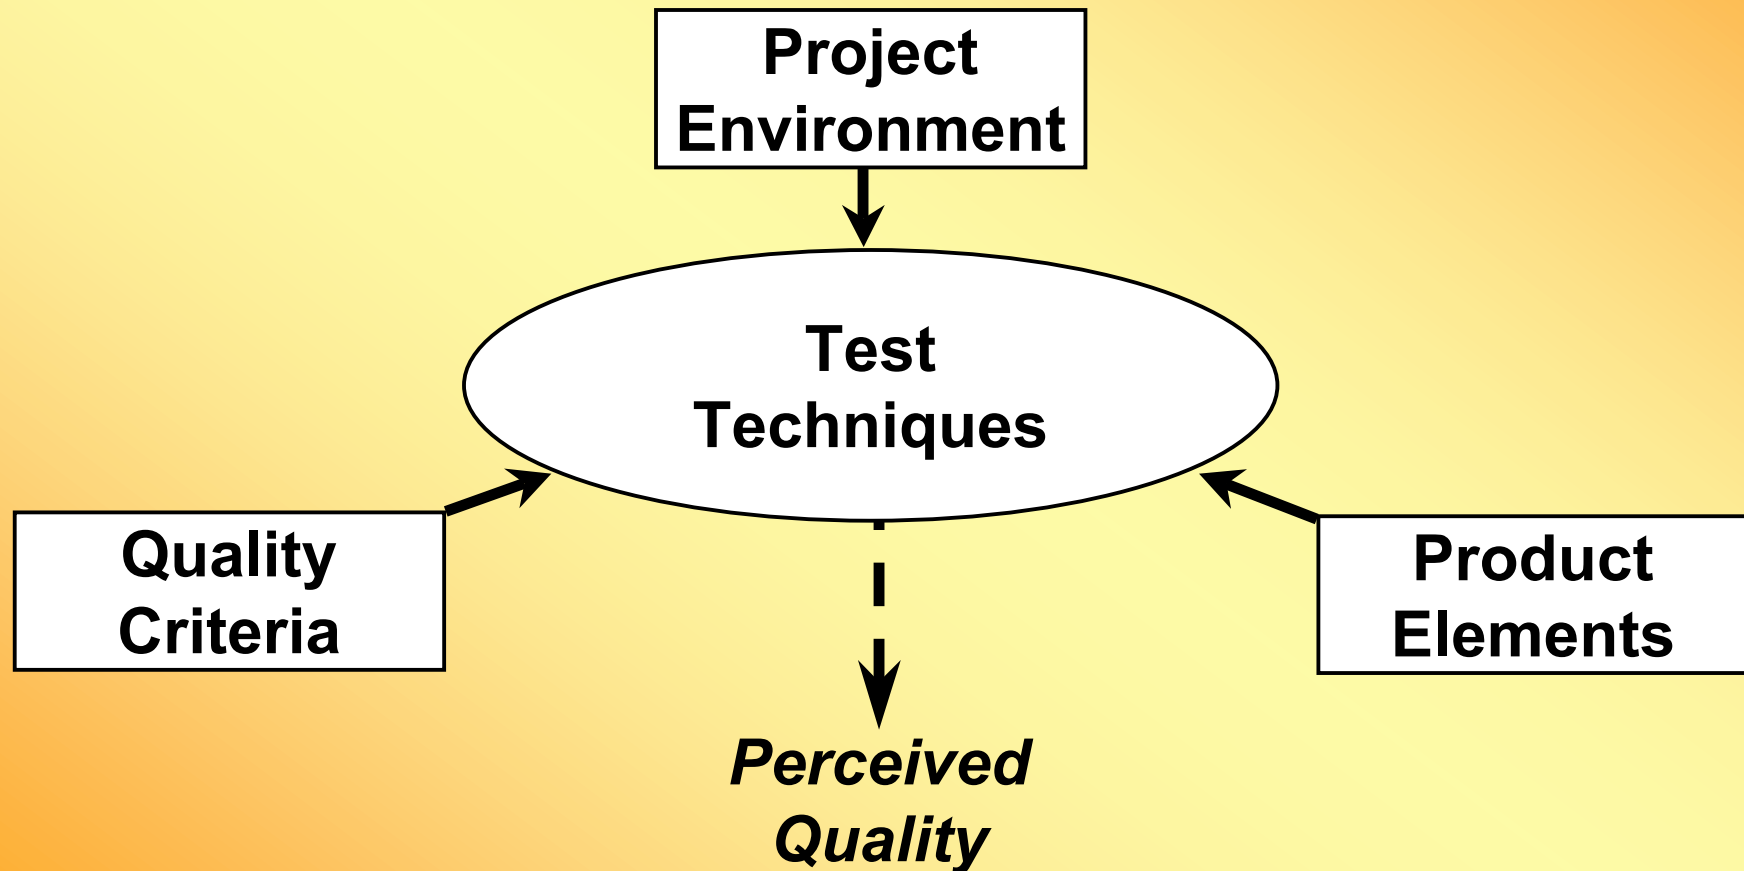 Project
Environment
Test
Techniques
Quality
Criteria
Product
Elements
Perceived
Quality